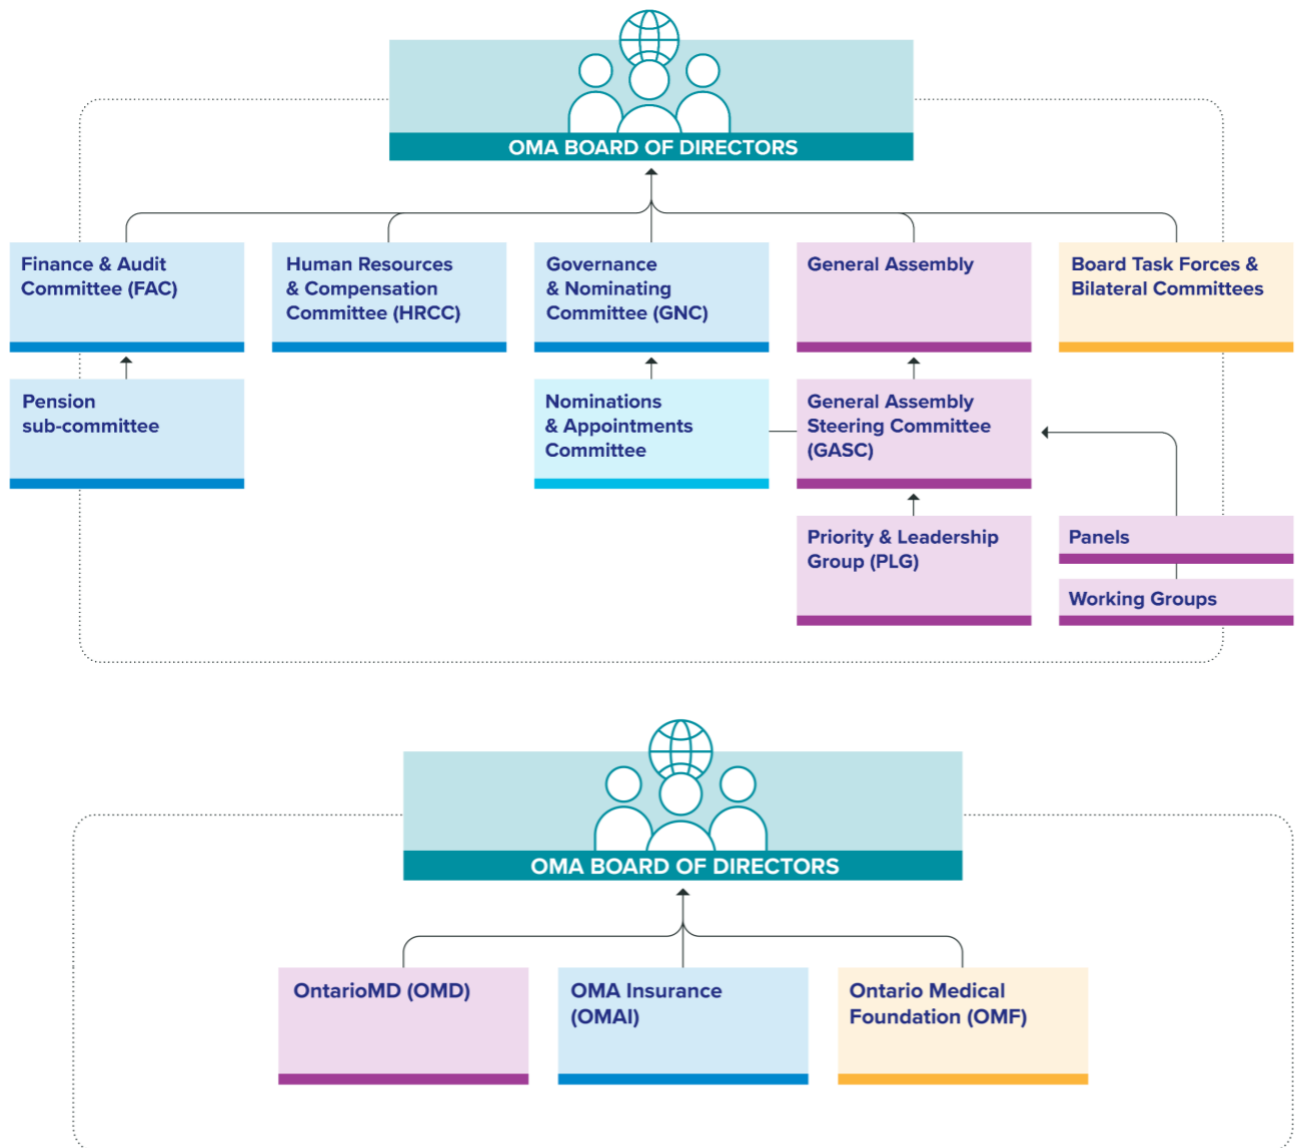 OMA BOARD OF DIRECTORS
Finance & Audit
Committee (FAC)
Human Resources
& Compensation
Committee (HRCC)
Governance
& Nominating
Committee (GNC)
General Assembly
Board Task Forces &
Bilateral Committees
Pension
sub-committee
Nominations
& Appointments
Committee
General Assembly
Steering Committee
(GASC)
Priority & Leadership
Group (PLG)
Panels
Working Groups
OMA BOARD OF DIRECTORS
OntarioMD (OMD)
OMA Insurance
(OMAI)
Ontario Medical
Foundation (OMF)